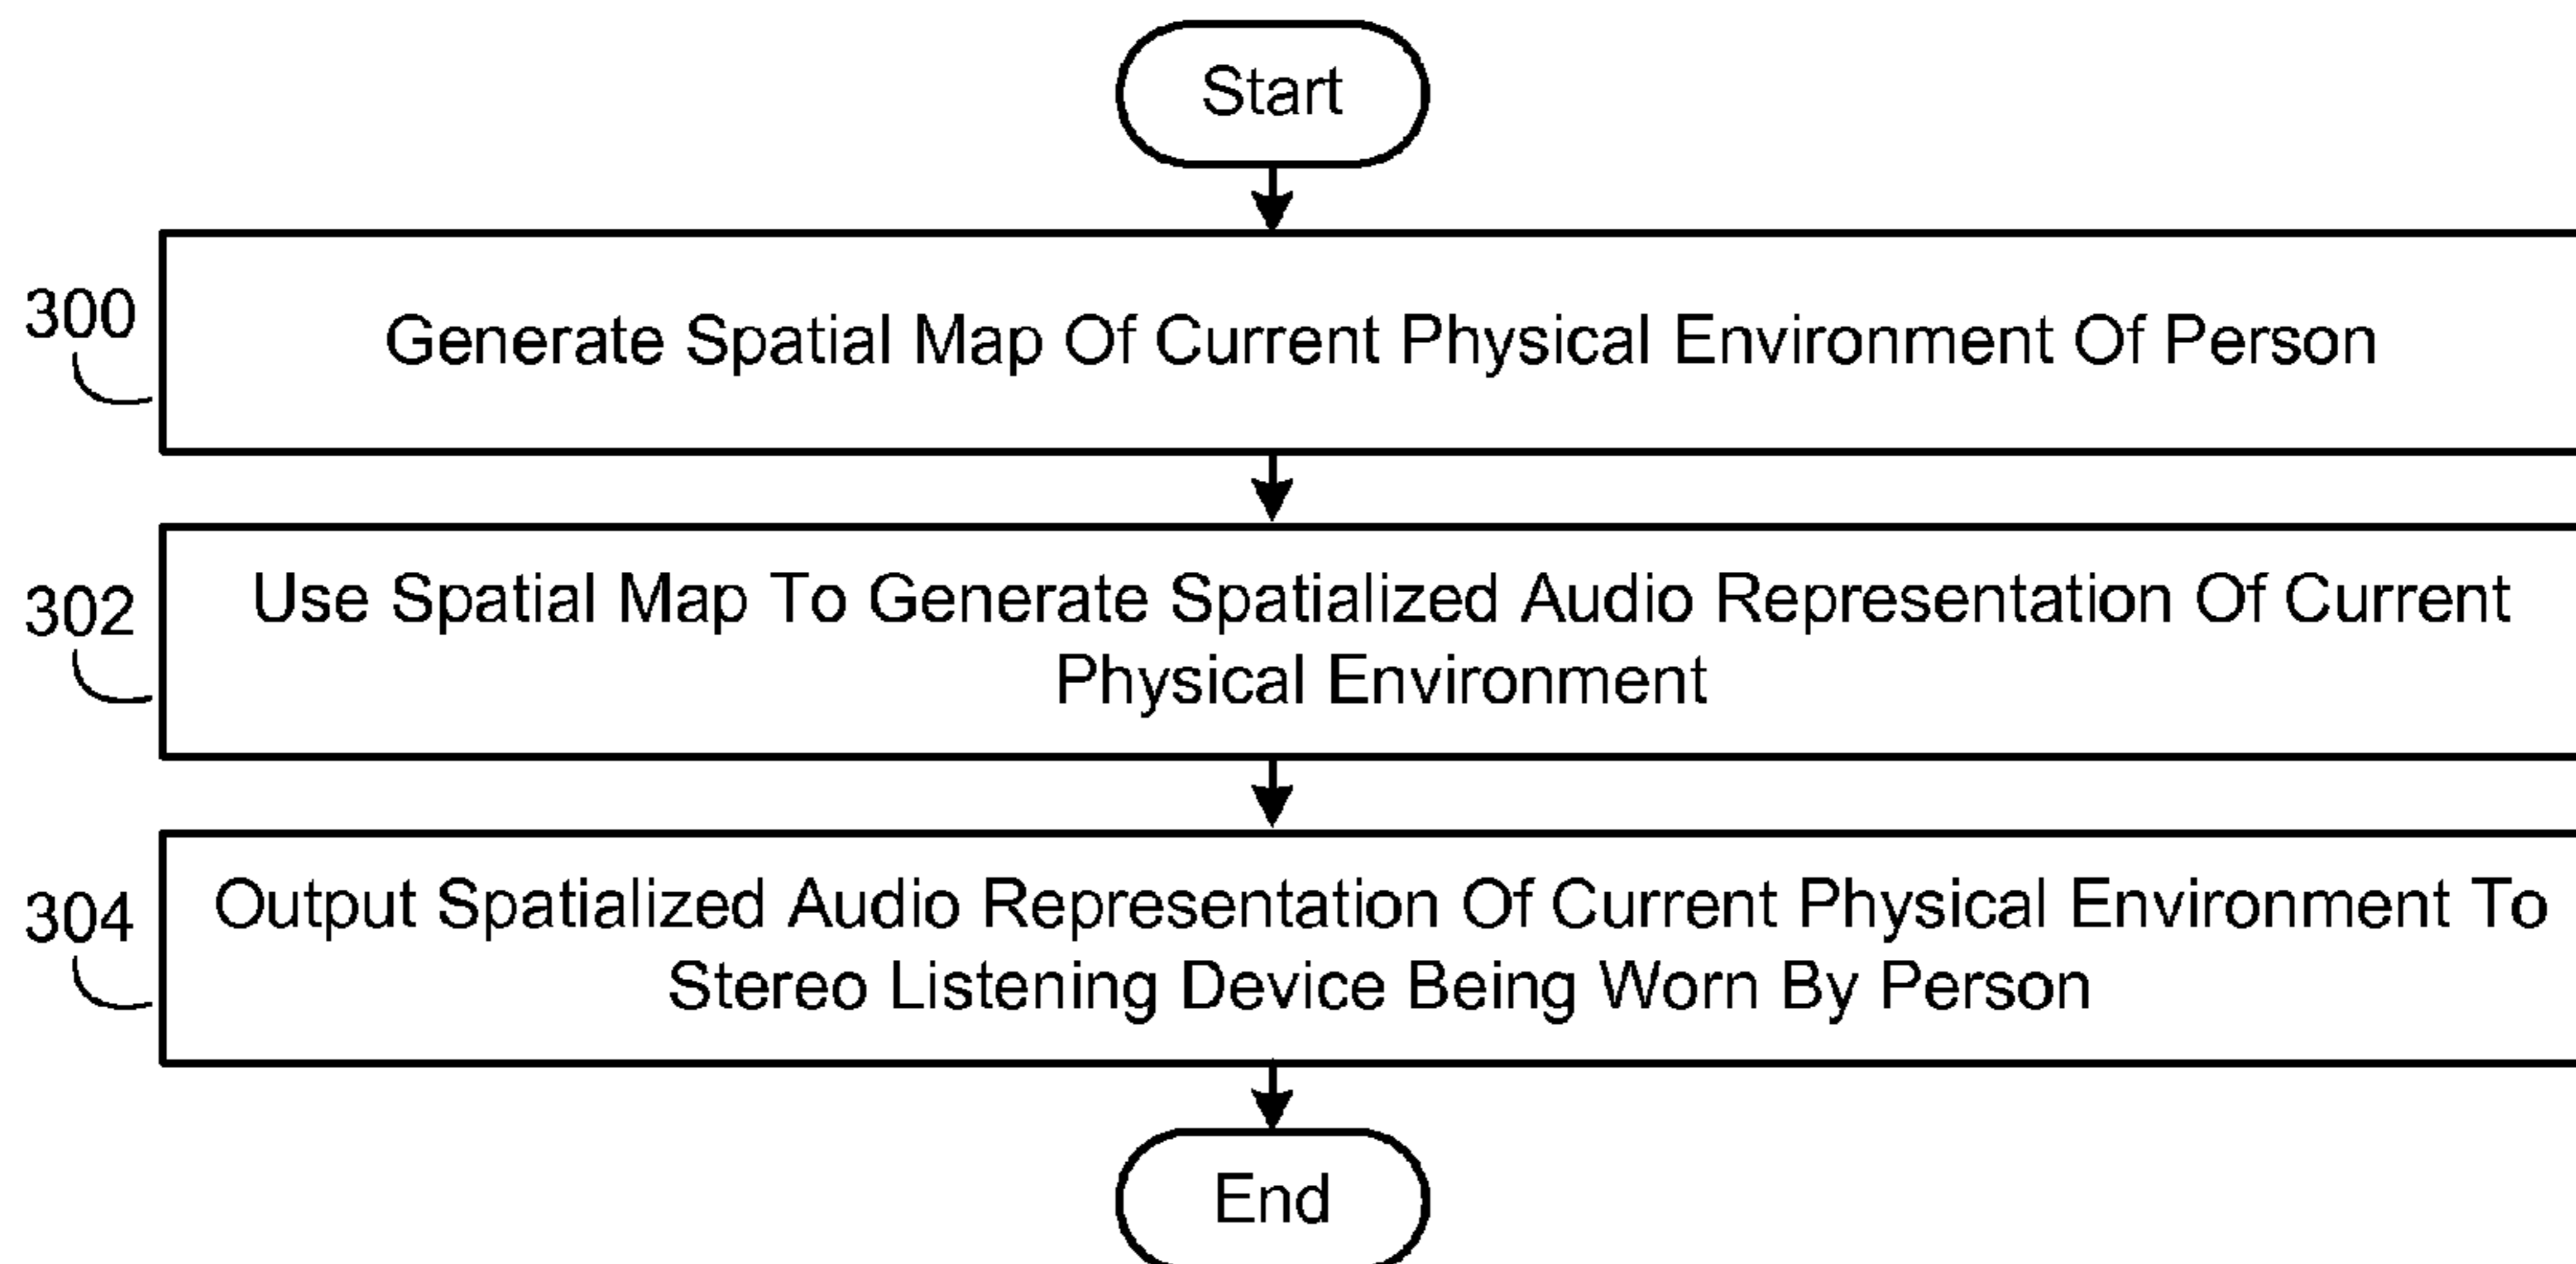 Start
300
Generate Spatial Map Of Current Physical Environment Of Person
302
Use Spatial Map To Generate Spatialized Audio Representation Of Current
Physical Environment
304
Output Spatialized Audio Representation Of Current Physical Environment To
Stereo Listening Device Being Worn By Person
End